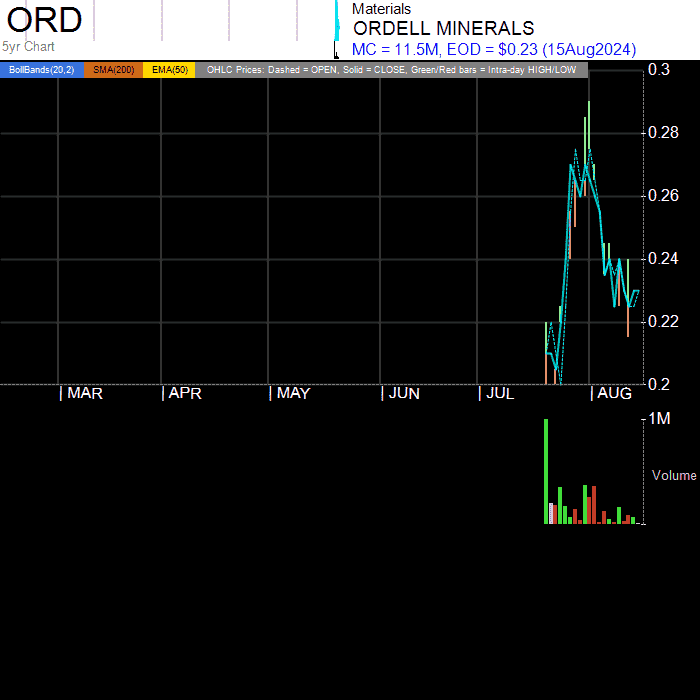 ORD
5yr Chart
Materials
ORDELL MINERALS
MC = 11.5M, EOD = $0.23 (15Aug2024)
BollBands(20,2) SMA(200) EMA(50) OHLC Prices: Dashed = OPEN, Solid = CLOSE, Green/Red bars = Intra-day HIGH/LOW
0.3
0.28
0.26
0.24
0.22
0.2
| MAR | APR | MAY | JUN | JUL | AUG
1M
Volume